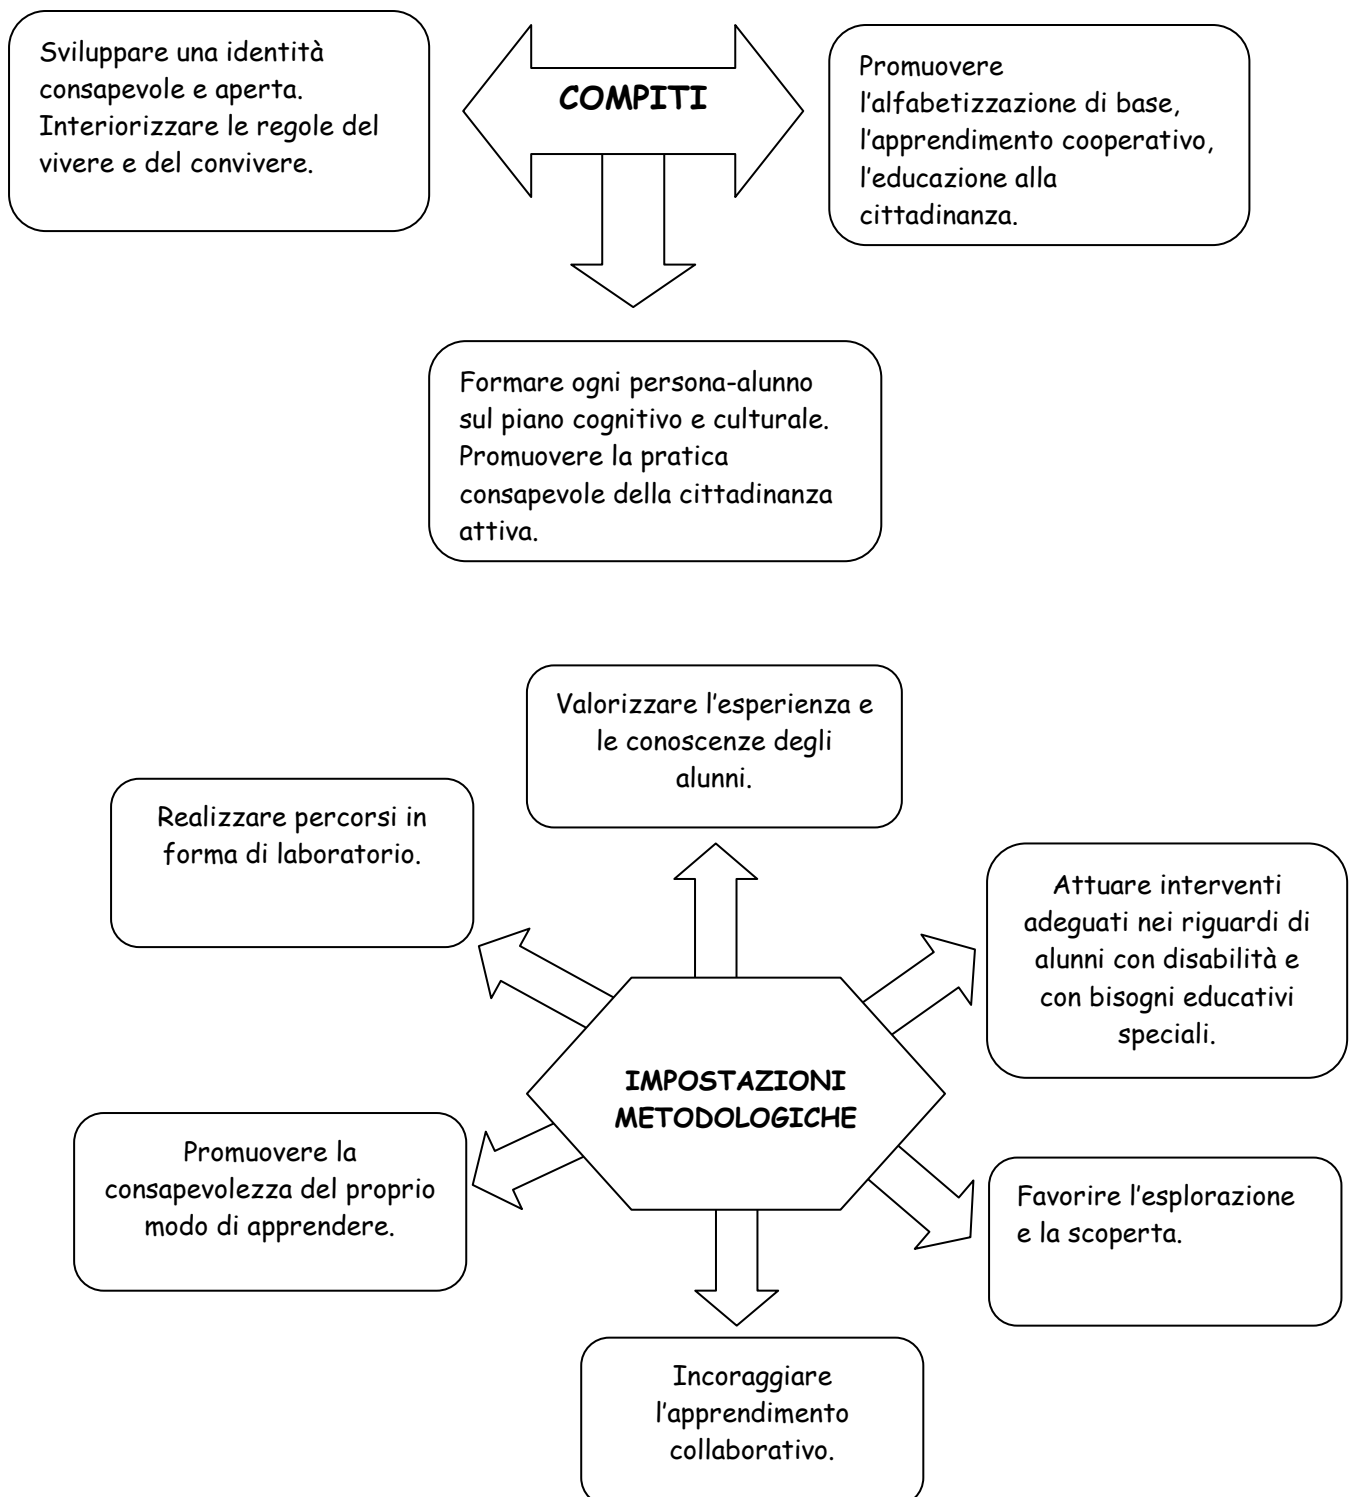 Sviluppare una identità
consapevole e aperta.
Interiorizzare le regole del
vivere e del convivere.
COMPITI
Promuovere
l'alfabetizzazione di base,
l'apprendimento cooperativo,
l'educazione alla
cittadinanza.
Formare ogni persona-alunno
sul piano cognitivo e culturale.
Promuovere la pratica
consapevole della cittadinanza
attiva.
Valorizzare l'esperienza e
le conoscenze degli
alunni.
Realizzare percorsi in
forma di laboratorio.
Attuare interventi
adeguati nei riguardi di
alunni con disabilità e
con bisogni educativi
speciali.
IMPOSTAZIONI
METODOLOGICHE
Promuovere la
consapevolezza del proprio
modo di apprendere.
Favorire l'esplorazione
e la scoperta.
Incoraggiare
l'apprendimento
collaborativo.